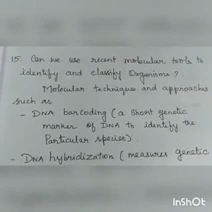 15. Can we use recent molecular tools to
identify and classify Organisms?.
Molecular techniques and approaches
such as
- DNA barcoding (a short genetic
marker of DNA to identify the
Particular species).
- DNA hybridization (measures genetic
InShOt